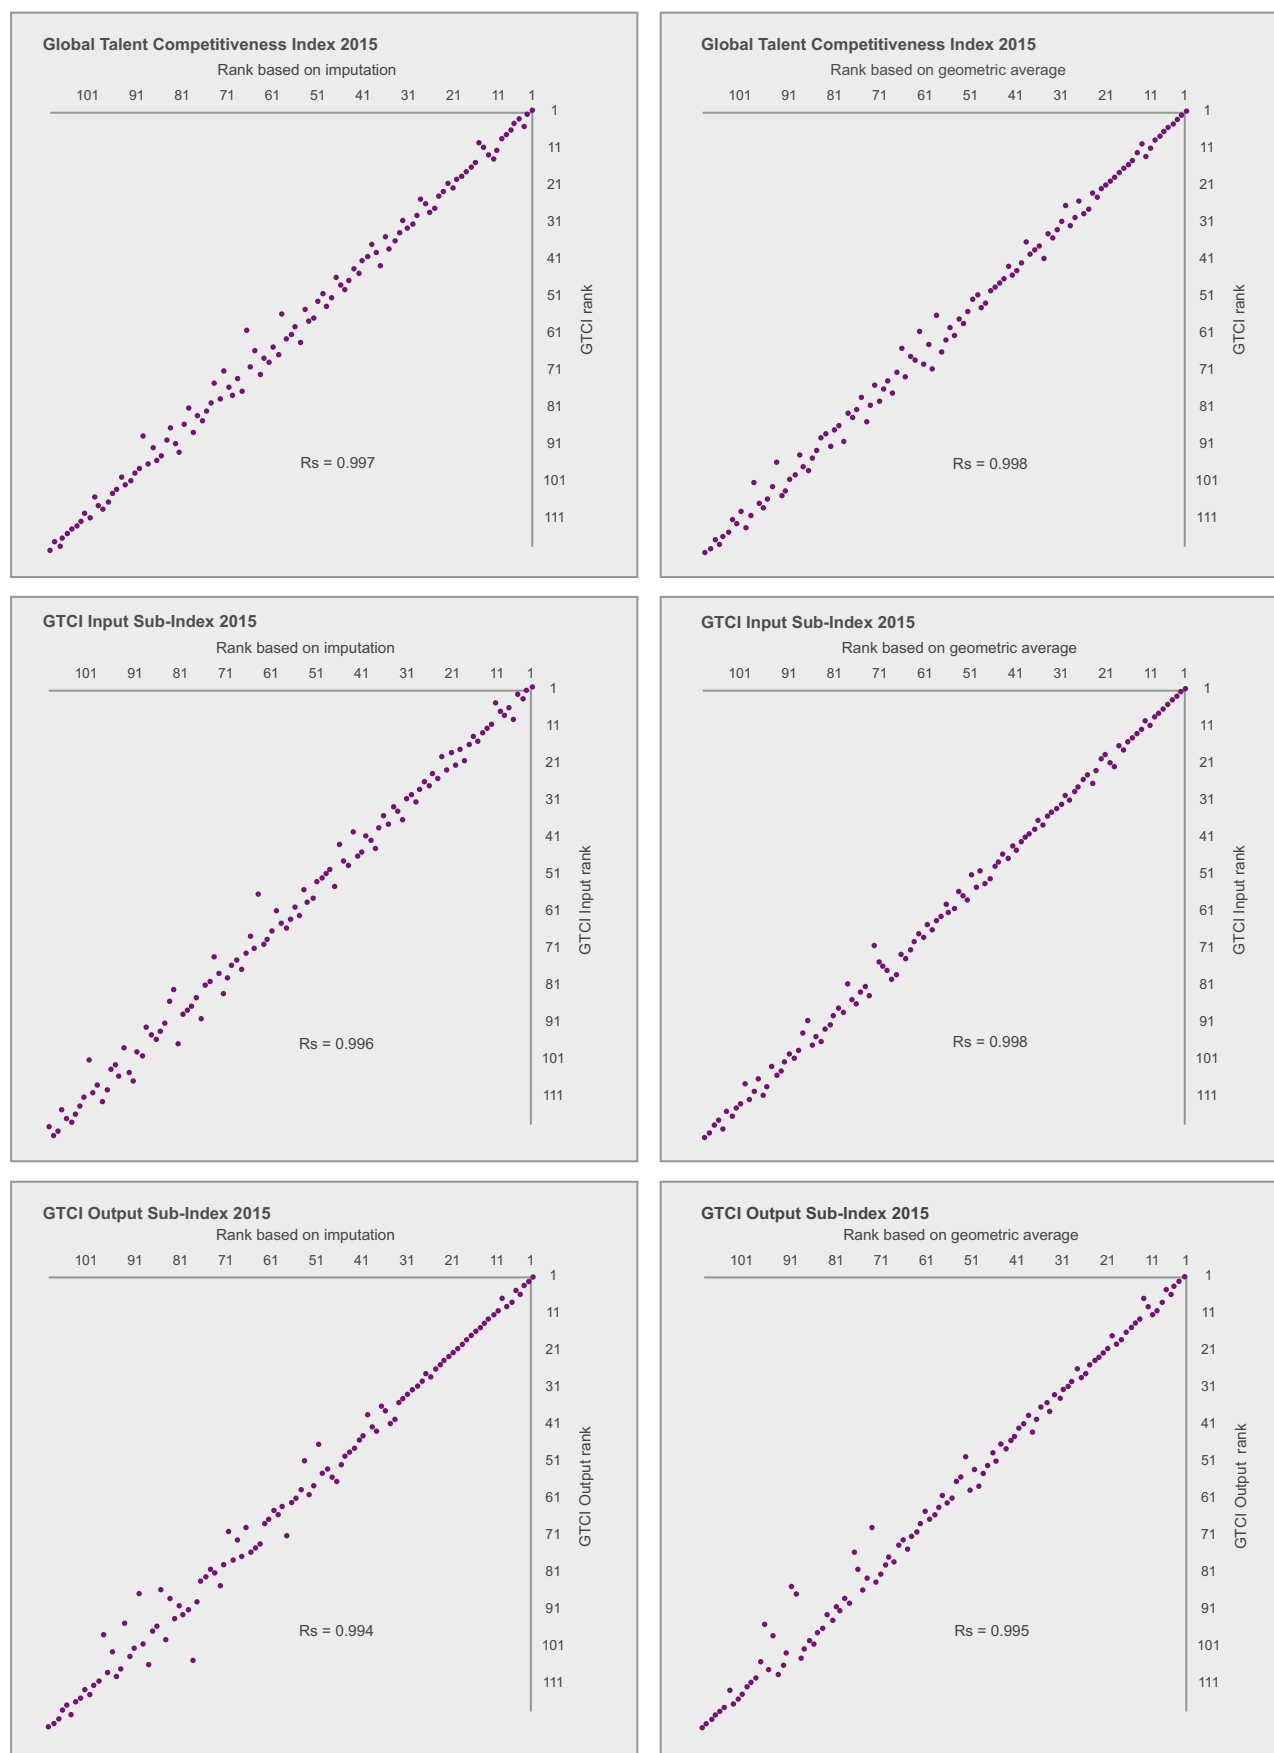 Global Talent Competitiveness Index 2015
Rank based on imputation
101 91 81 71 61 51 41 31 21 11 1
1
11
21
31
41
51
61
71
81
91
101
111
GTCI rank
Rs = 0.997
Global Talent Competitiveness Index 2015
Rank based on geometric average
101 91 81 71 61 51 41 31 21 11 1
1
11
21
31
41
51
61
71
81
91
101
111
GTCI rank
Rs = 0.998
GTCI Input Sub-Index 2015
Rank based on imputation
101 91 81 71 61 51 41 31 21 11 1
1
11
21
31
41
51
61
71
81
91
101
111
GTCI Input rank
Rs = 0.996
GTCI Input Sub-Index 2015
Rank based on geometric average
101 91 81 71 61 51 41 31 21 11 1
1
11
21
31
41
51
61
71
81
91
101
111
GTCI Input rank
Rs = 0.998
GTCI Output Sub-Index 2015
Rank based on imputation
101 91 81 71 61 51 41 31 21 11 1
1
11
21
31
41
51
61
71
81
91
101
111
GTCI Output rank
Rs = 0.994
GTCI Output Sub-Index 2015
Rank based on geometric average
101 91 81 71 61 51 41 31 21 11 1
1
11
21
31
41
51
61
71
81
91
101
111
GTCI Output rank
Rs = 0.995